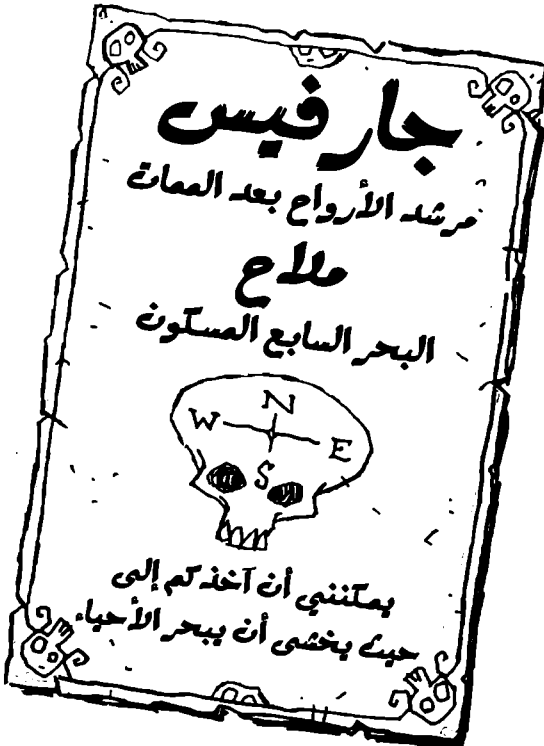 جارفيس
مرشد الأرواح بعد الممات
ملاح
البحر السابع المسكون
N
W E
S
يمكنني أن آخذكم إلى
حيث يخشى أن يبحر الأحياء